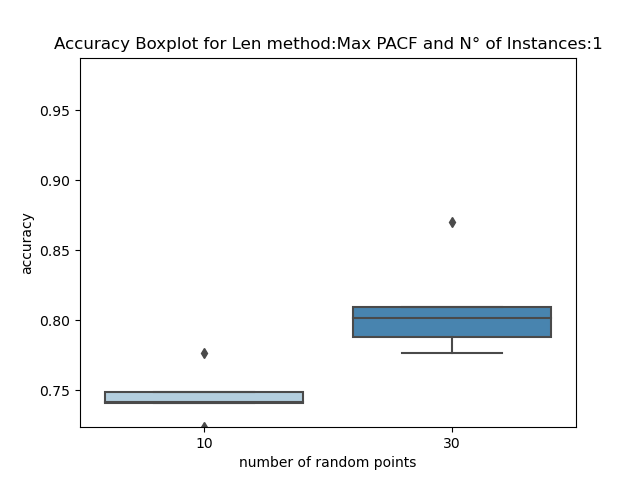 Accuracy Boxplot for Len method:Max PACF and N° of Instances:1
0.95
0.90
0.85
0.80
0.75
accuracy
10 30
number of random points